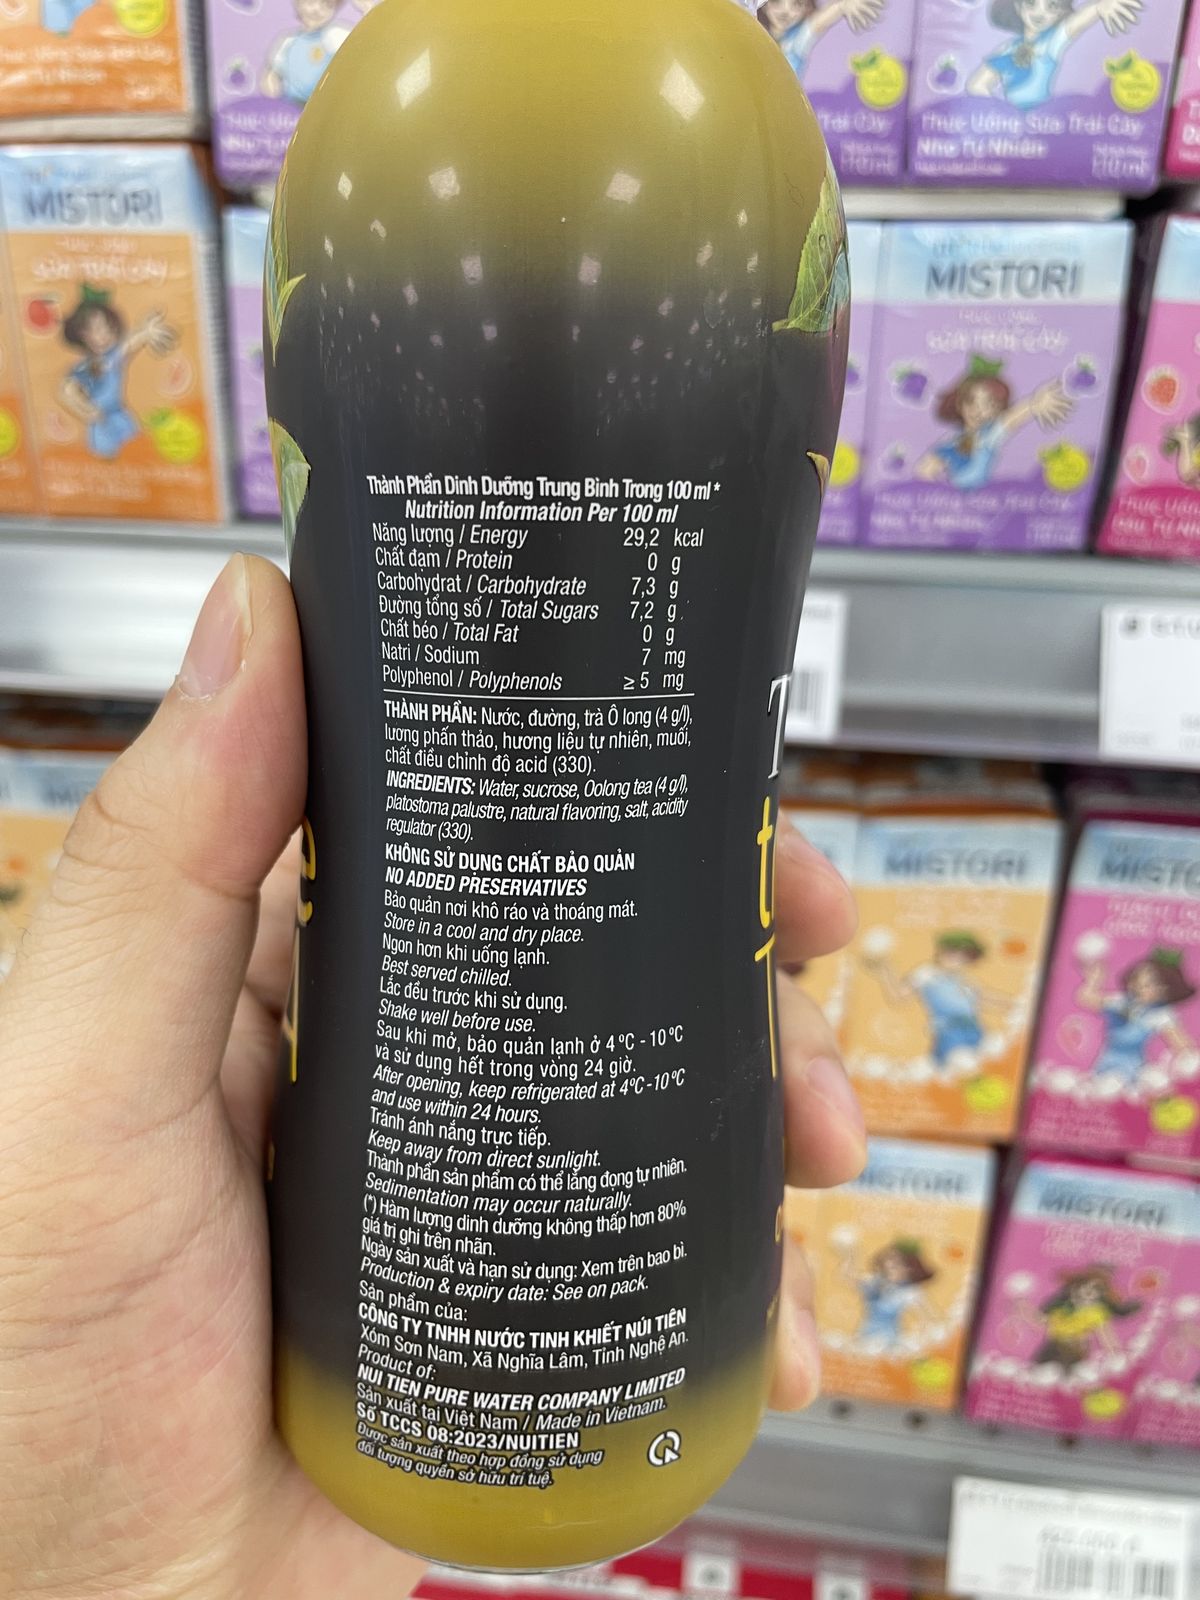 Thành Phần Dinh Dưỡng Trung Bình Trong 100 ml *
Nutrition Information Per 100 ml
Năng lượng / Energy 29,2 kcal
Chất đạm / Protein 0 g
Carbohydrat / Carbohydrate 7,3 g
Đường tổng số / Total Sugars 7,2 g
Chất béo / Total Fat 0 g
Natri / Sodium 7 mg
Polyphenol / Polyphenols ≥ 5 mg
THÀNH PHẦN: Nước, đường, trà Ô long (4 g/l),
lương phấn thảo, hương liệu tự nhiên, muối,
chất điều chỉnh độ acid (330).
INGREDIENTS: Water, sucrose, Oolong tea (4 g/l),
platostoma palustre, natural flavoring, salt, acidity
regulator (330).
KHÔNG SỬ DỤNG CHẤT BẢO QUẢN
NO ADDED PRESERVATIVES
Bảo quản nơi khô ráo và thoáng mát.
Store in a cool and dry place.
Ngon hơn khi uống lạnh.
Best served chilled.
Lắc đều trước khi sử dụng.
Shake well before use.
Sau khi mở, bảo quản lạnh ở 4ºC - 10ºC
và sử dụng hết trong vòng 24 giờ.
After opening, keep refrigerated at 4ºC-10ºC
and use within 24 hours.
Tránh ánh nắng trực tiếp.
Keep away from direct sunlight.
Thành phần sản phẩm có thể lắng đọng tự nhiên.
Sedimentation may occur naturally.
(*) Hàm lượng dinh dưỡng không thấp hơn 80%
giá trị ghi trên nhãn.
Ngày sản xuất và hạn sử dụng: Xem trên bao bì.
Production & expiry date: See on pack.
Sản phẩm của:
CÔNG TY TNHH NƯỚC TINH KHIẾT NÚI TIÊN
Xóm Sơn Nam, Xã Nghĩa Lâm, Tỉnh Nghệ An.
Product of:
NUI TIEN PURE WATER COMPANY LIMITED
Sản xuất tại Việt Nam / Made in Vietnam.
Số TCCS 08:2023/NUITIEN
Được sản xuất theo hợp đồng sử dụng
đối tượng quyền sở hữu trí tuệ.
MISTORI
MISTORI
Thức Uống Sữa Trái Cây
Nho Tự Nhiên
MISTORI
MISTORI
MISTORI